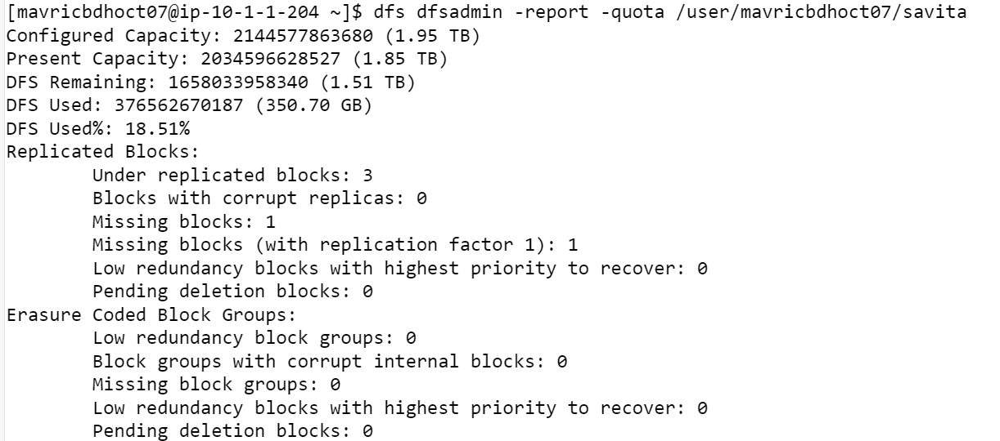 [mavricbdhoct07@ip-10-1-1-204 ~]$ dfs dfsadmin -report -quota /user/mavricbdhoct07/savita
Configured Capacity: 2144577863680 (1.95 TB)
Present Capacity: 2034596628527 (1.85 TB)
DFS Remaining: 1658033958340 (1.51 TB)
DFS Used: 376562670187 (350.70 GB)
DFS Used%: 18.51%
Replicated Blocks:
Under replicated blocks: 3
Blocks with corrupt replicas: 0
Missing blocks: 1
Missing blocks (with replication factor 1): 1
Low redundancy blocks with highest priority to recover: 0
Pending deletion blocks: 0
Erasure Coded Block Groups:
Low redundancy block groups: 0
Block groups with corrupt internal blocks: 0
Missing block groups: 0
Low redundancy blocks with highest priority to recover: 0
Pending deletion blocks: 0